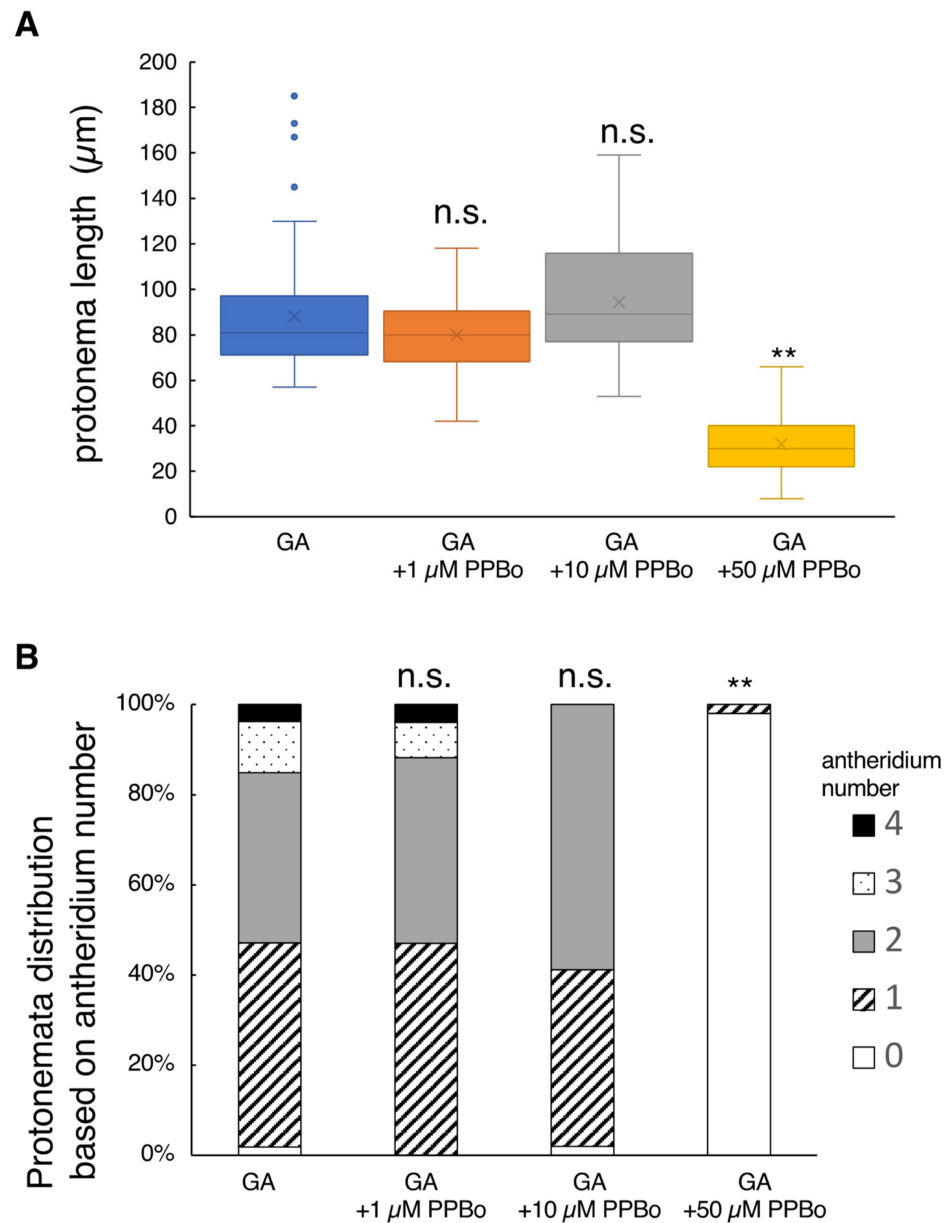 A
protonema length (µm)
200
180
160
140
120
100
80
60
40
20
0
n.s.
n.s.
**
GA
GA
+1 µM PPBo
GA
+10 µM PPBo
GA
+50 µM PPBo
B
Protonemata distribution
based on antheridium number
100%
80%
60%
40%
20%
0%
n.s.
n.s.
**
GA
GA
+1 µM PPBo
GA
+10 µM PPBo
GA
+50 µM PPBo
antheridium
number
4
3
2
1
0